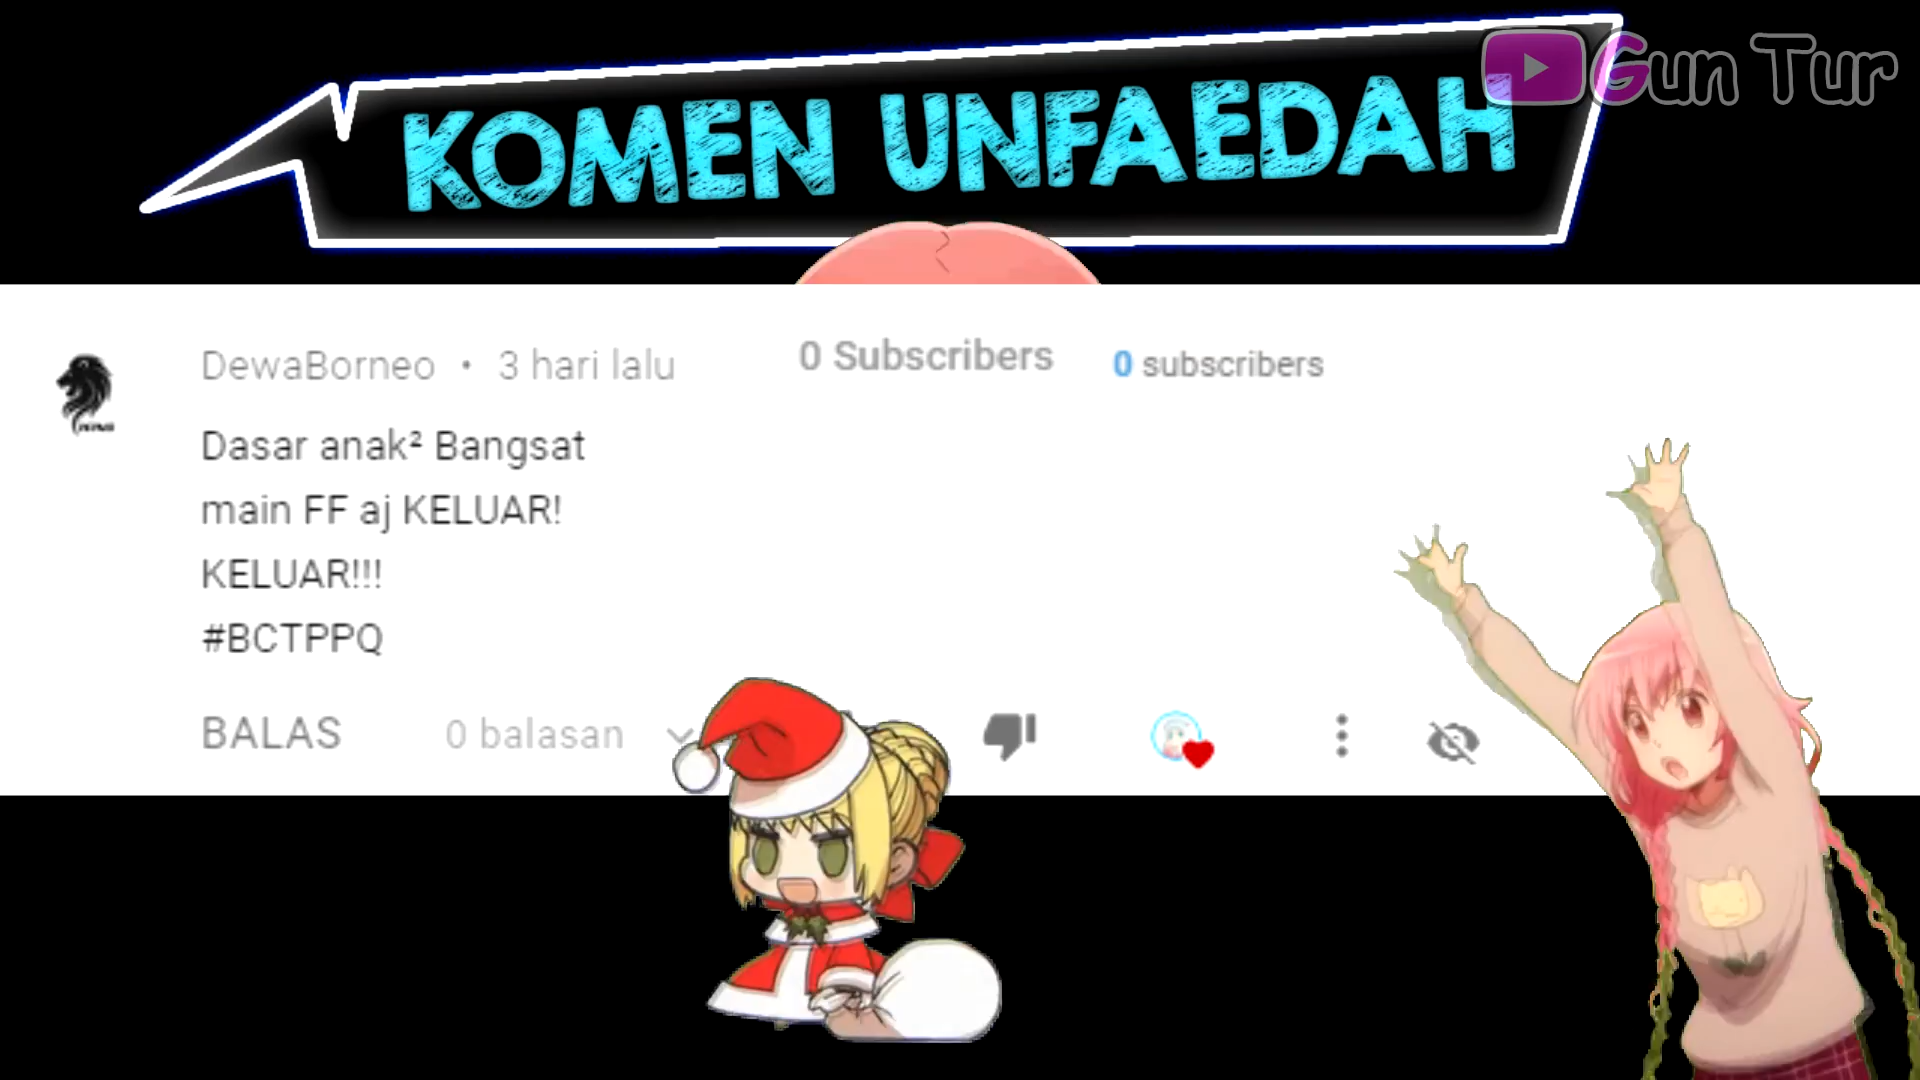 KOMEN UNFAEDAH
Gun Tur
DewaBorneo • 3 hari lalu
0 Subscribers
0 subscribers
Dasar anak² Bangsat
main FF aj KELUAR!
KELUAR!!!
#BCTPPQ
BALAS
0 balasan